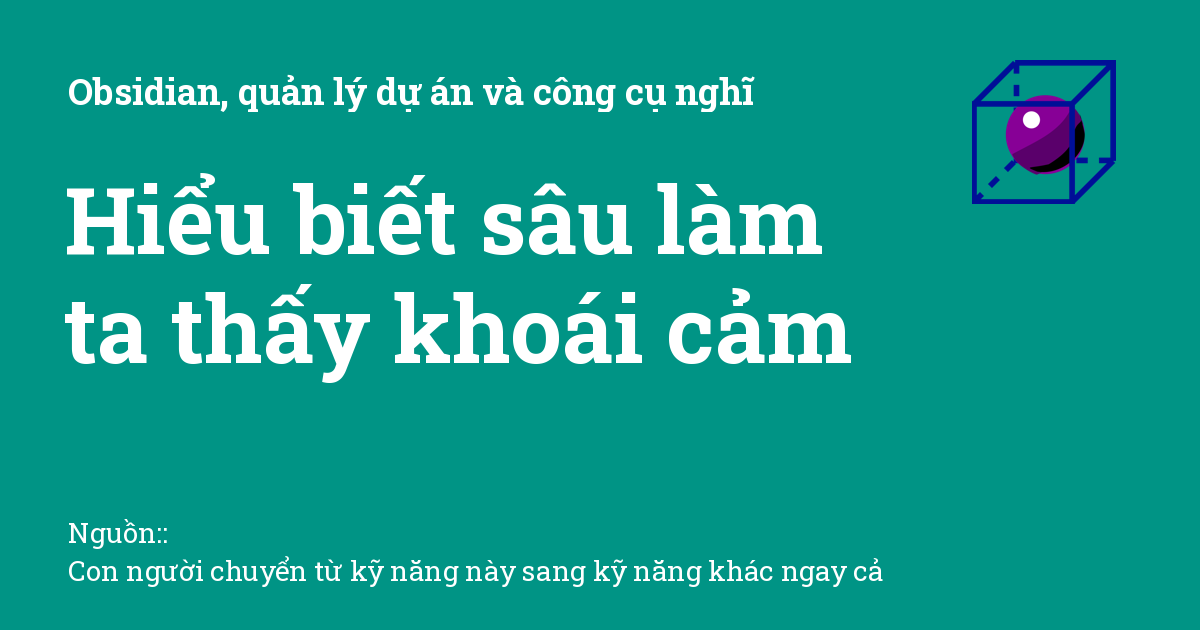 Obsidian, quản lý dự án và công cụ nghĩ
Hiểu biết sâu làm
ta thấy khoái cảm
Nguồn::
Con người chuyển từ kỹ năng này sang kỹ năng khác ngay cả